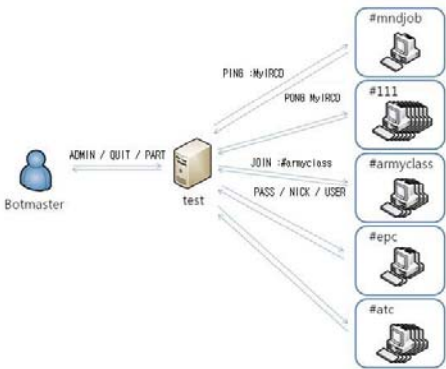 #mndjob
PING :MyIRCD
#111
PONG MyIRCD
ADMIN / QUIT / PART
JOIN :#armyclass
#armyclass
PASS / NICK / USER
Botmaster
test
#epc
#atc